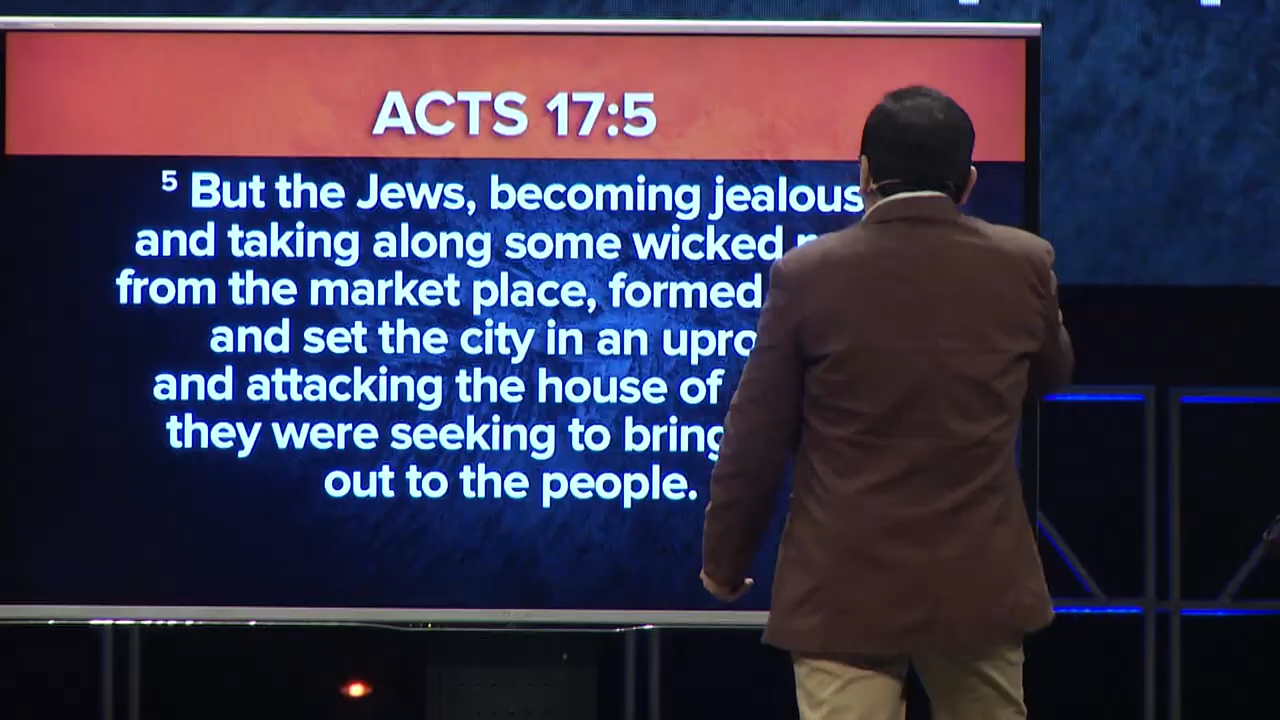 ACTS 17:5
5 But the Jews, becoming jealous
and taking along some wicked
from the market place, formed
and set the city in an
and attacking the house of
they were seeking to bring
out to the people.